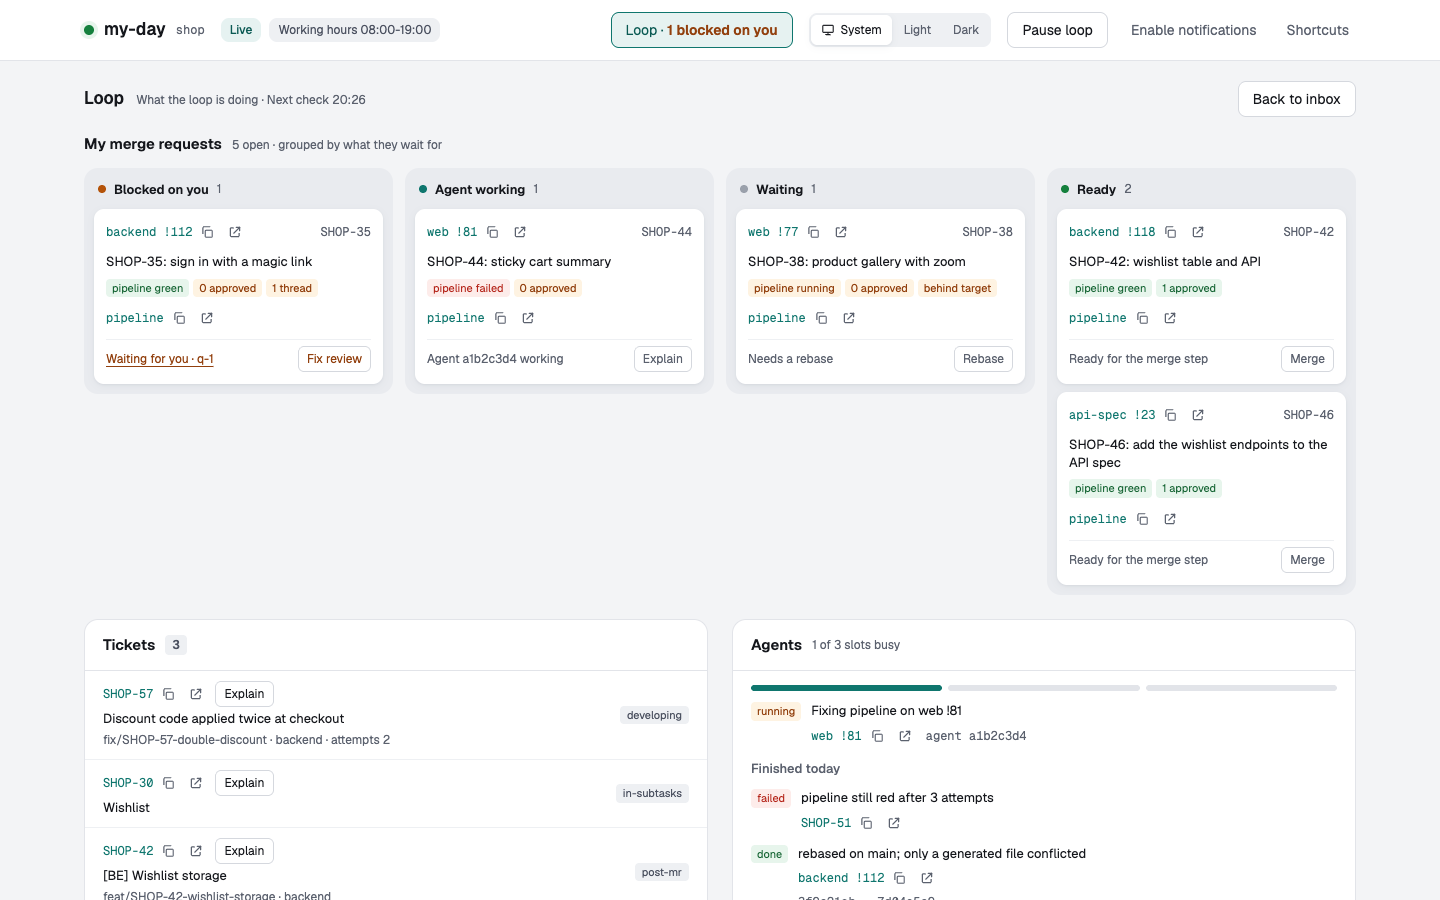 my-day shop Live Working hours 08:00-19:00 Loop · 1 blocked on you System Light Dark Pause loop Enable notifications Shortcuts
Loop What the loop is doing · Next check 20:26 Back to inbox
My merge requests 5 open · grouped by what they wait for
Blocked on you 1
backend !112 SHOP-35
SHOP-35: sign in with a magic link
pipeline green 0 approved 1 thread
pipeline
Waiting for you · q-1 Fix review
Agent working 1
web !81 SHOP-44
SHOP-44: sticky cart summary
pipeline failed 0 approved
pipeline
Agent a1b2c3d4 working Explain
Waiting 1
web !77 SHOP-38
SHOP-38: product gallery with zoom
pipeline running 0 approved behind target
pipeline
Needs a rebase Rebase
Ready 2
backend !118 SHOP-42
SHOP-42: wishlist table and API
pipeline green 1 approved
pipeline
Ready for the merge step Merge
api-spec !23 SHOP-46
SHOP-46: add the wishlist endpoints to the
API spec
pipeline green 1 approved
pipeline
Ready for the merge step Merge
Tickets 3
SHOP-57 Explain
Discount code applied twice at checkout developing
fix/SHOP-57-double-discount · backend · attempts 2
SHOP-30 Explain
Wishlist in-subtasks
SHOP-42 Explain
[BE] Wishlist storage post-mr
feat/SHOP-42-wishlist-storage · backend
Agents 1 of 3 slots busy
running Fixing pipeline on web !81
web !81 agent a1b2c3d4
Finished today
failed pipeline still red after 3 attempts
SHOP-51
done rebased on main; only a generated file conflicted
backend !112